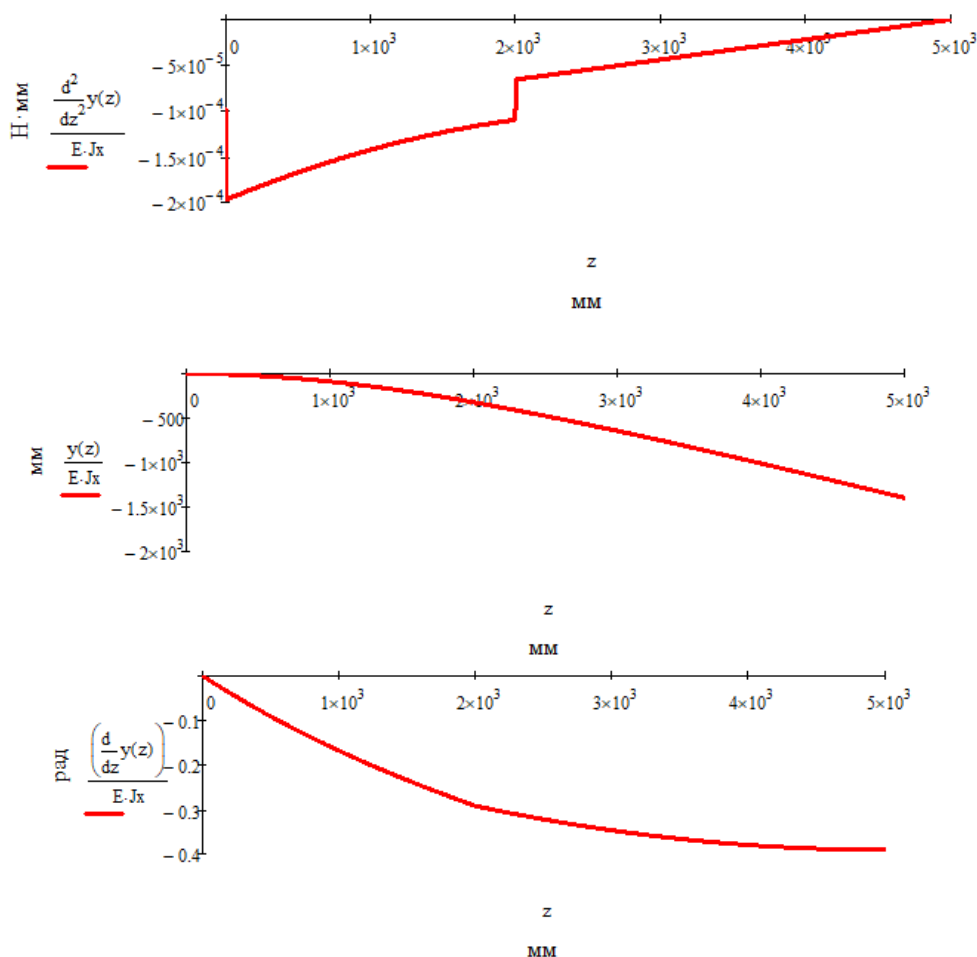 0 1×10³ 2×10³ 3×10³ 4×10³ 5×10³
Н·мм
d²/dz² y(z)
E·Jx
− 5×10⁻⁵
− 1×10⁻⁴
− 1.5×10⁻⁴
− 2×10⁻⁴
z
мм
0 1×10³ 2×10³ 3×10³ 4×10³ 5×10³
мм
y(z)
E·Jx
− 500
− 1×10³
− 1.5×10³
− 2×10³
z
мм
0 1×10³ 2×10³ 3×10³ 4×10³ 5×10³
рад
(d/dz y(z))
E·Jx
− 0.1
− 0.2
− 0.3
− 0.4
z
мм